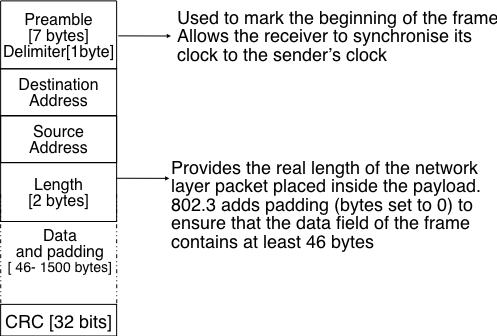 Preamble
[7 bytes]
Delimiter[1byte]
Used to mark the beginning of the frame
Allows the receiver to synchronise its
clock to the sender's clock
Destination
Address
Source
Address
Length
[2 bytes]
Provides the real length of the network
layer packet placed inside the payload.
802.3 adds padding (bytes set to 0) to
ensure that the data field of the frame
contains at least 46 bytes
Data
and padding
[ 46- 1500 bytes]
CRC [32 bits]